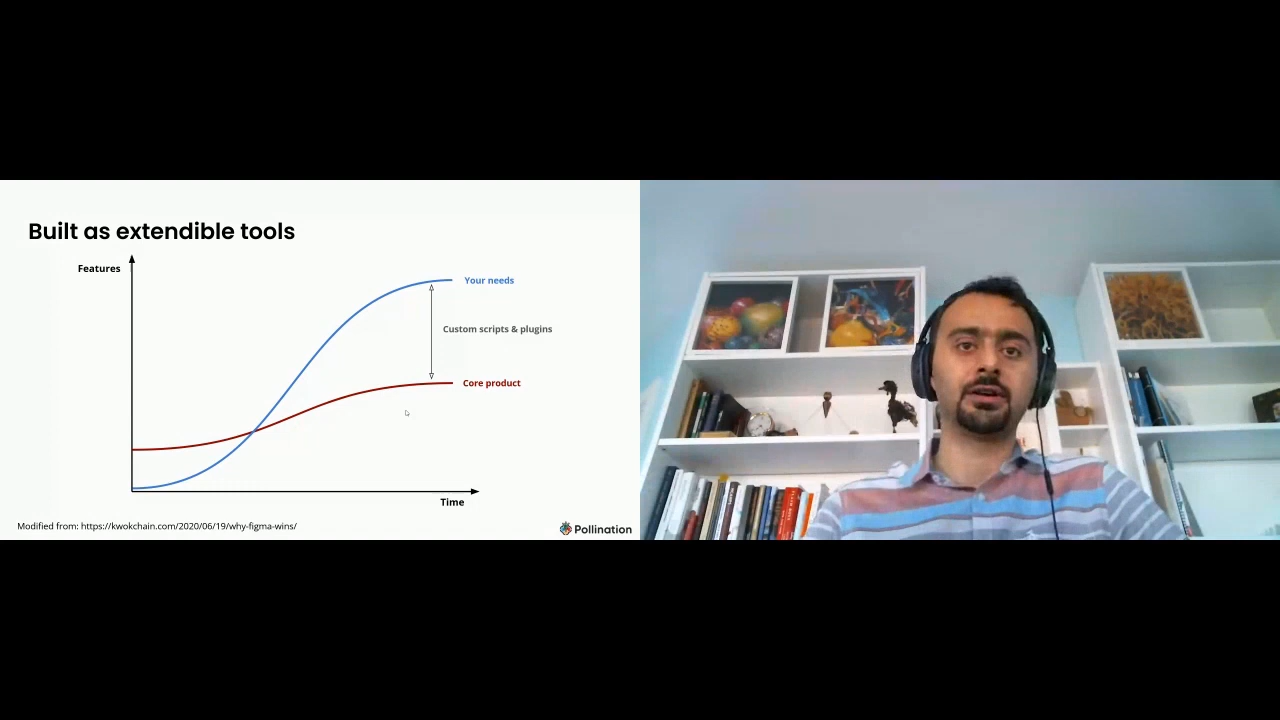 Built as extendible tools
Features
Your needs
Custom scripts & plugins
Core product
Time
Modified from: https://kwokchain.com/2020/06/19/why-figma-wins/
Pollination